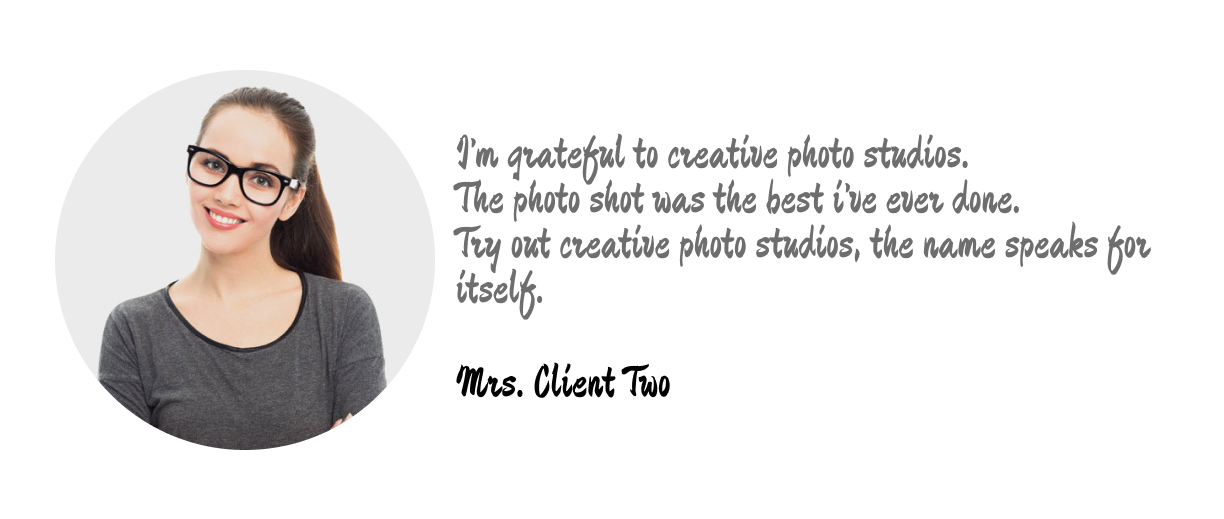 I'm grateful to creative photo studios.
The photo shot was the best i've ever done.
Try out creative photo studios, the name speaks for
itself.
Mrs. Client Two